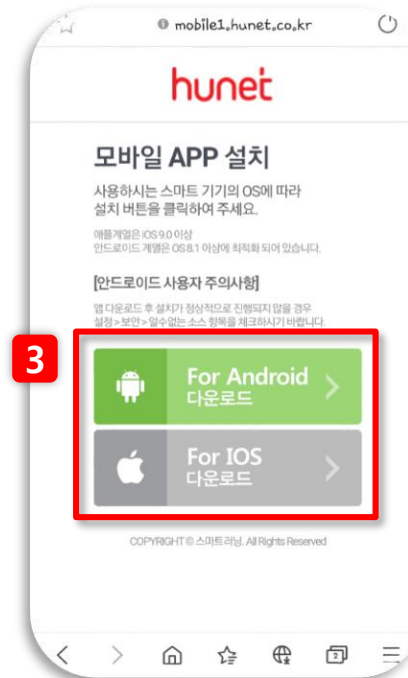 mobile1.hunet.co.kr
hunet
모바일 APP 설치
사용하시는 스마트 기기의 OS에 따라
설치 버튼을 클릭하여 주세요.
애플계열은 iOS 9.0 이상
안드로이드 계열은 OS 8.1 이상에 최적화 되어 있습니다.
[안드로이드 사용자 주의사항]
앱 다운로드 후 설치가 정상적으로 진행되지 않을 경우
설정 > 보안 > 알수없는 소스 항목을 체크하시기 바랍니다.
3
For Android
다운로드
For IOS
다운로드
COPYRIGHT © 스마트러닝. All Rights Reserved
2